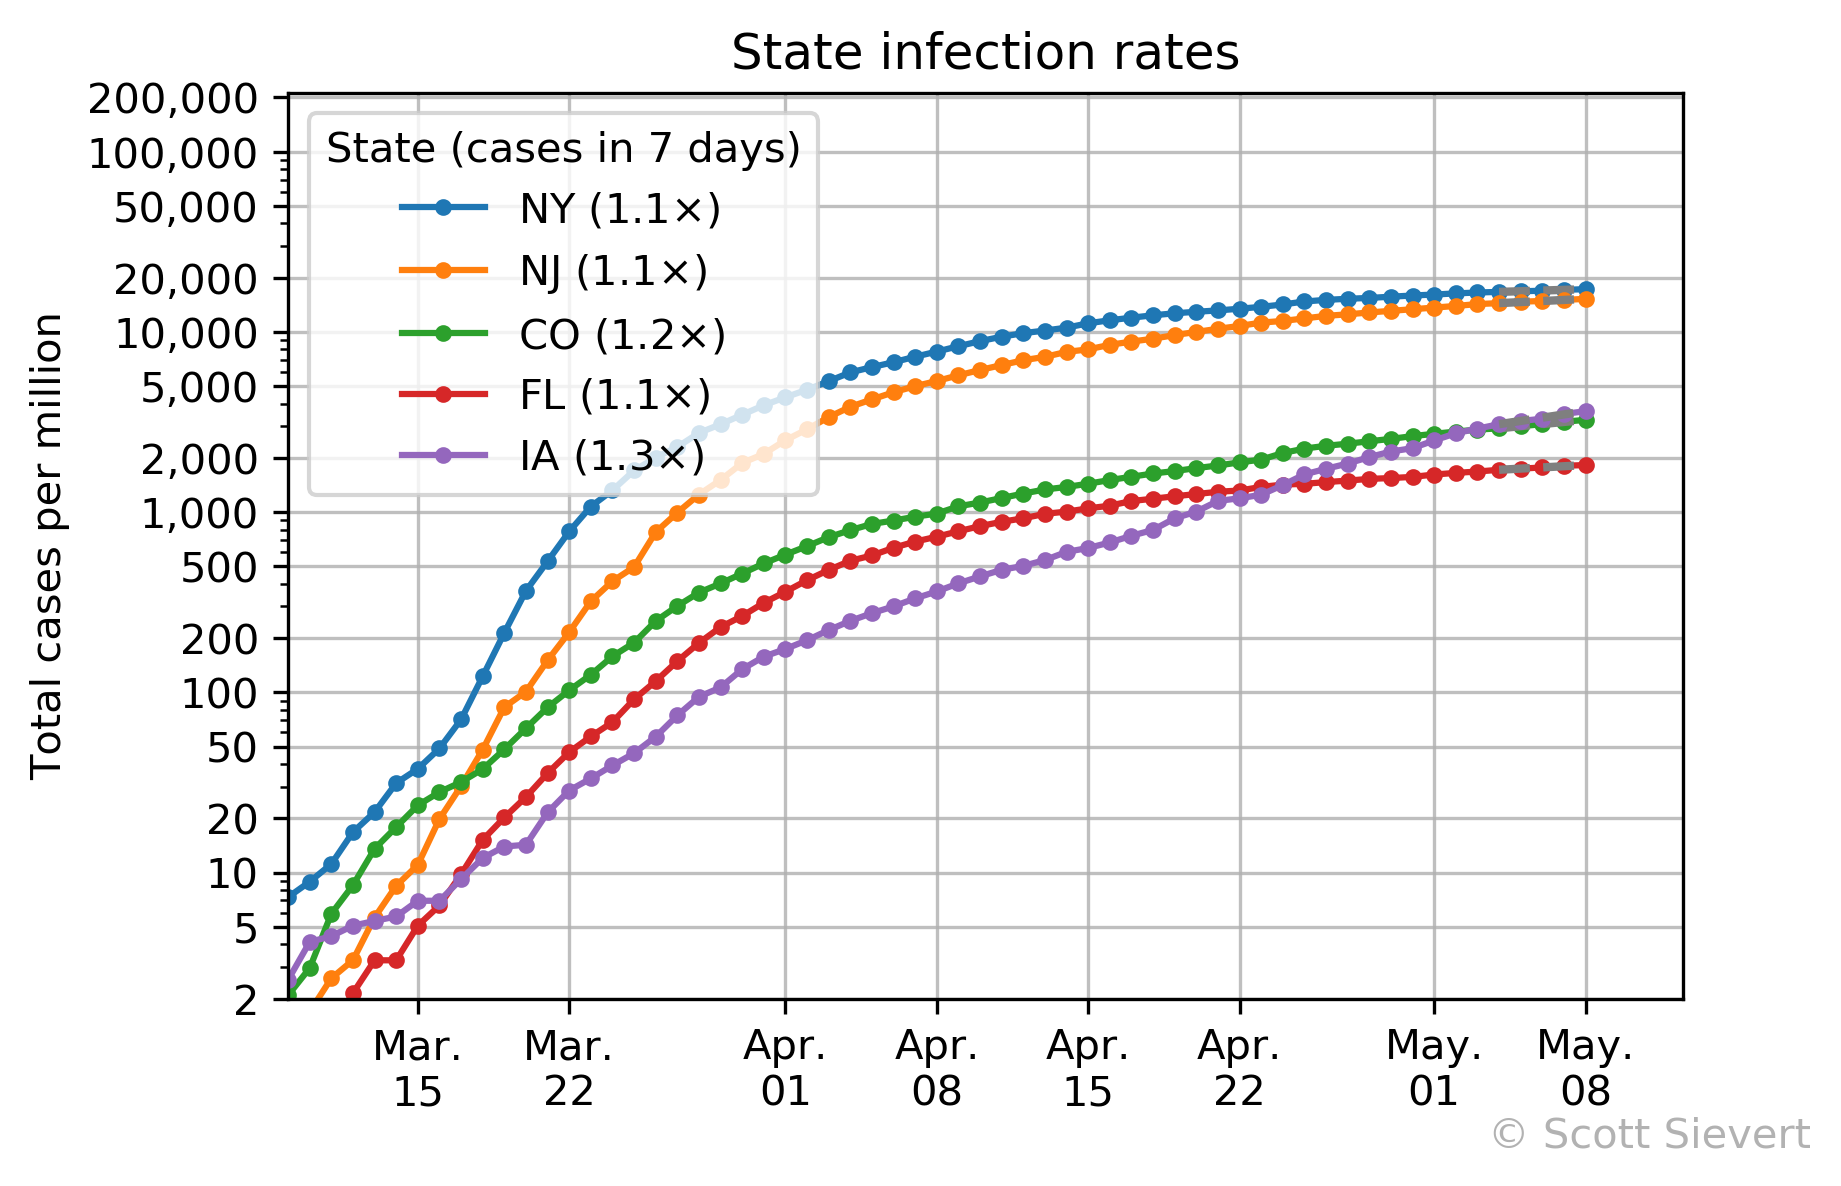 State infection rates
Total cases per million
200,000
100,000
50,000
20,000
10,000
5,000
2,000
1,000
500
200
100
50
20
10
5
2
State (cases in 7 days)
NY (1.1×)
NJ (1.1×)
CO (1.2×)
FL (1.1×)
IA (1.3×)
Mar. 15
Mar. 22
Apr. 01
Apr. 08
Apr. 15
Apr. 22
May. 01
May. 08
© Scott Sievert